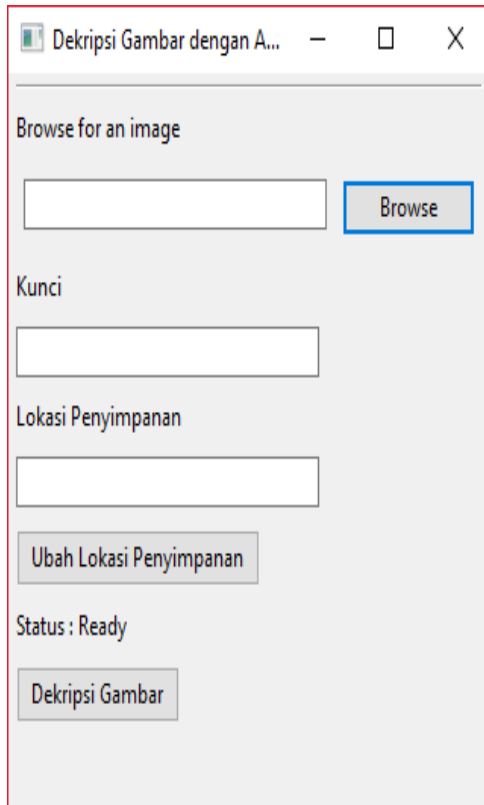 Dekripsi Gambar dengan A...
Browse for an image
Browse
Kunci
Lokasi Penyimpanan
Ubah Lokasi Penyimpanan
Status : Ready
Dekripsi Gambar